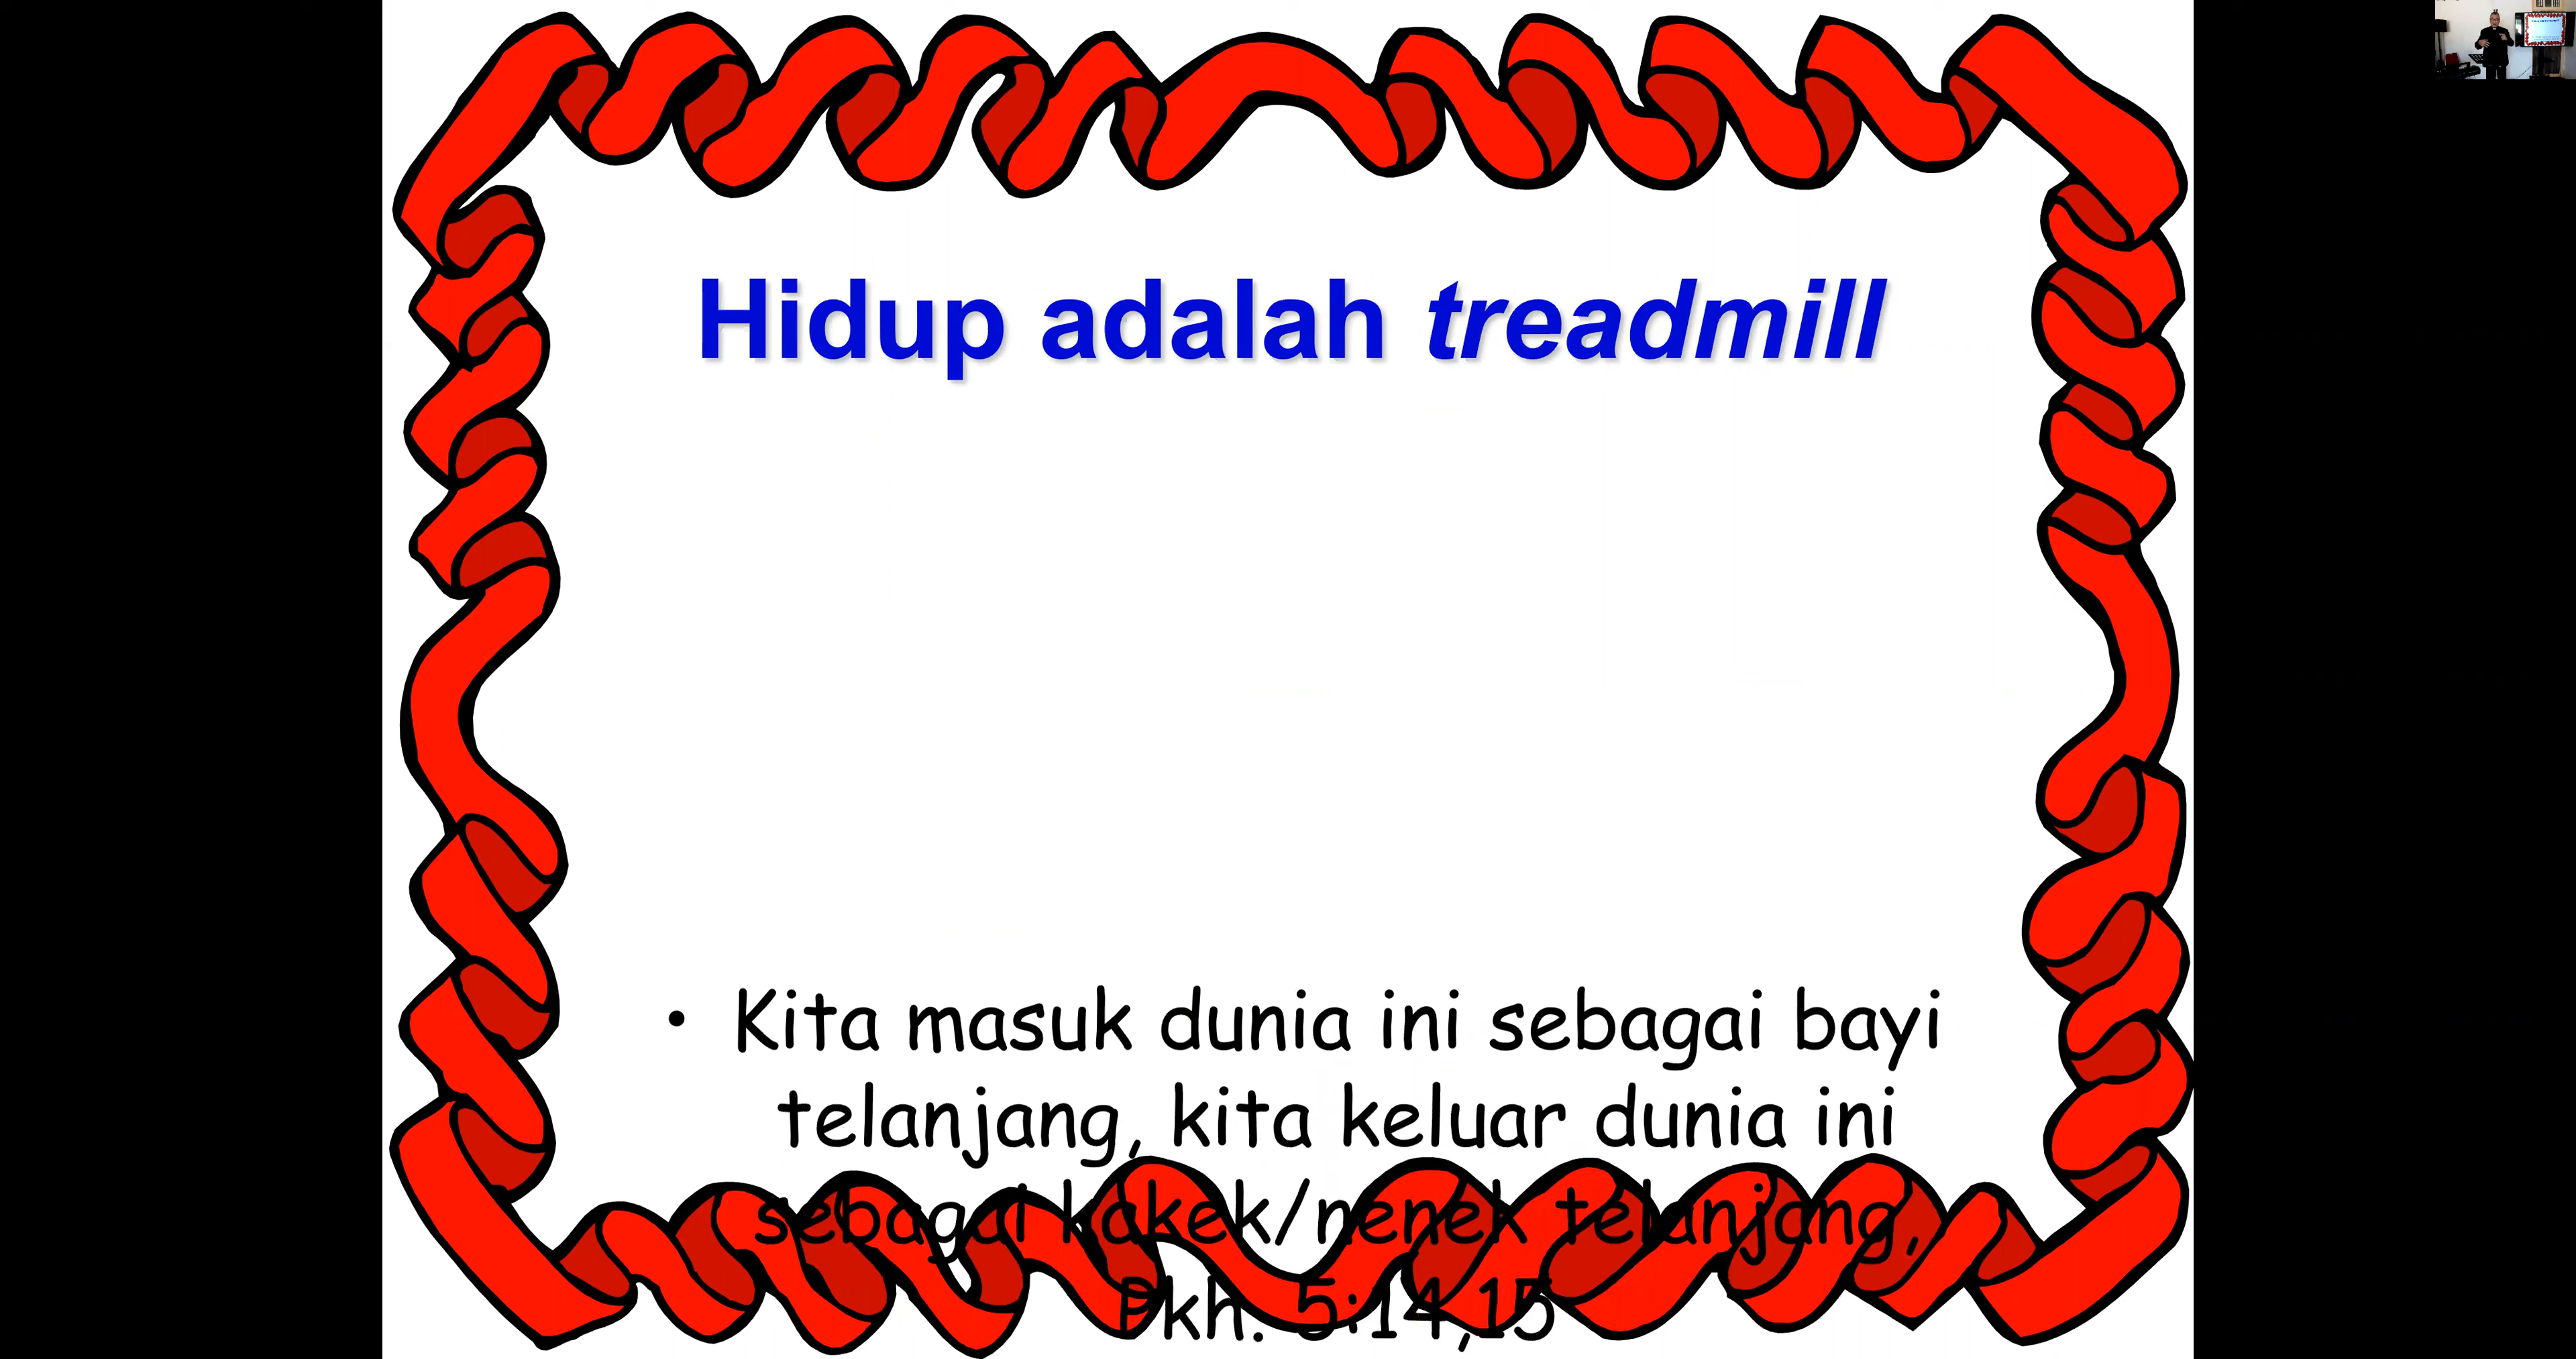 Hidup adalah treadmill
• Kita masuk dunia ini sebagai bayi
telanjang, kita keluar dunia ini
sebagai kakek/nenek telanjang,
Pkh. 5:14,15